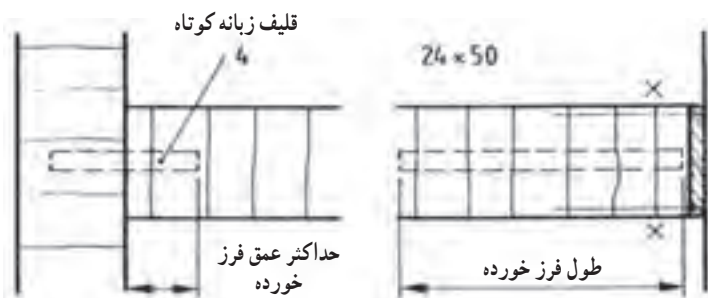 قلیف زبانه کوتاه
4
24 × 50
حداکثر عمق فرز
خورده
طول فرز خورده